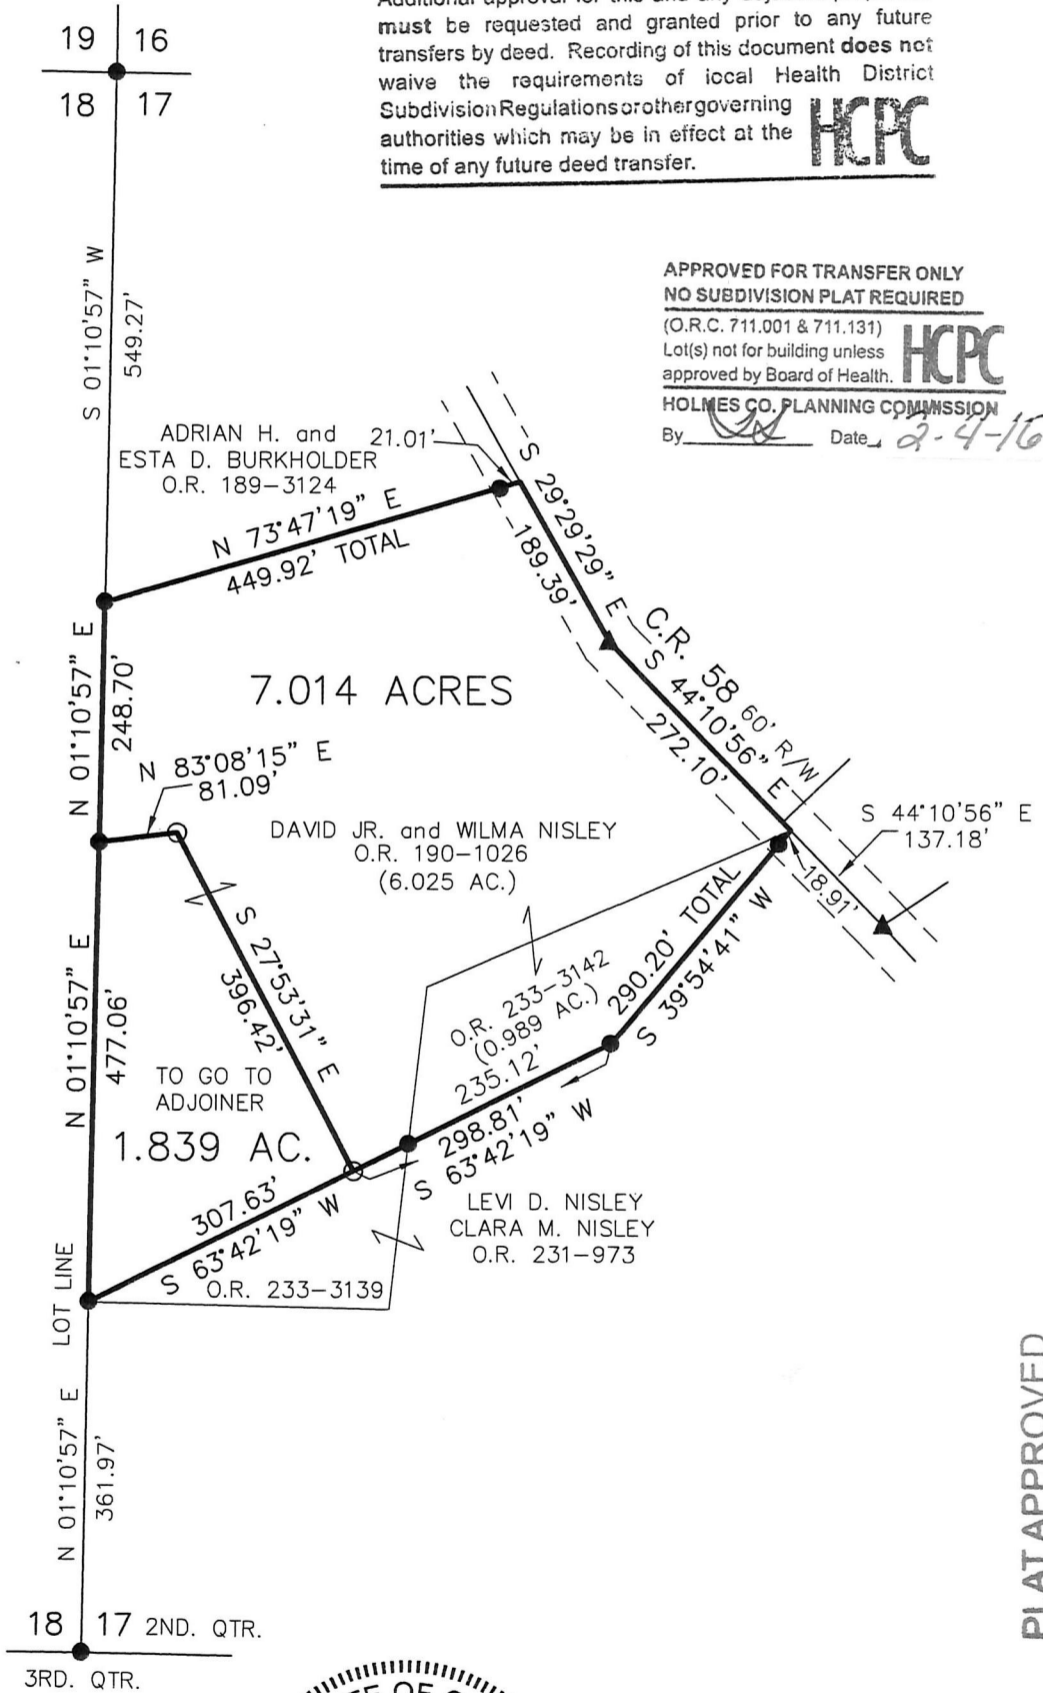 must be requested and granted prior to any future
transfers by deed. Recording of this document does not
waive the requirements of local Health District
Subdivision Regulations or other governing
authorities which may be in effect at the
time of any future deed transfer.
HCPC
19 16
18 17
APPROVED FOR TRANSFER ONLY
NO SUBDIVISION PLAT REQUIRED
(O.R.C. 711.001 & 711.131)
Lot(s) not for building unless
approved by Board of Health.
HCPC
HOLMES CO. PLANNING COMMISSION
By Date 2-4-16
S 01°10'57" W
549.27'
ADRIAN H. and
ESTA D. BURKHOLDER
O.R. 189-3124
21.01'
N 73°47'19" E
449.92' TOTAL
S 29°29'29" E
189.39'
C.R. 58 60' R/W
S 44°10'56" E
272.10'
N 01°10'57" E
248.70'
7.014 ACRES
N 83°08'15" E
81.09'
DAVID JR. and WILMA NISLEY
O.R. 190-1026
(6.025 AC.)
S 44°10'56" E
137.18'
18.91'
290.20' TOTAL
S 39°54'41" W
S 27°53'31" E
396.42'
O.R. 233-3142
(0.989 AC.)
235.12'
298.81'
S 63°42'19" W
N 01°10'57" E
477.06'
TO GO TO
ADJOINER
1.839 AC.
307.63'
S 63°42'19" W
LEVI D. NISLEY
CLARA M. NISLEY
O.R. 231-973
O.R. 233-3139
LOT LINE
N 01°10'57" E
361.97'
PLAT APPROVED
18 17 2ND. QTR.
3RD. QTR.